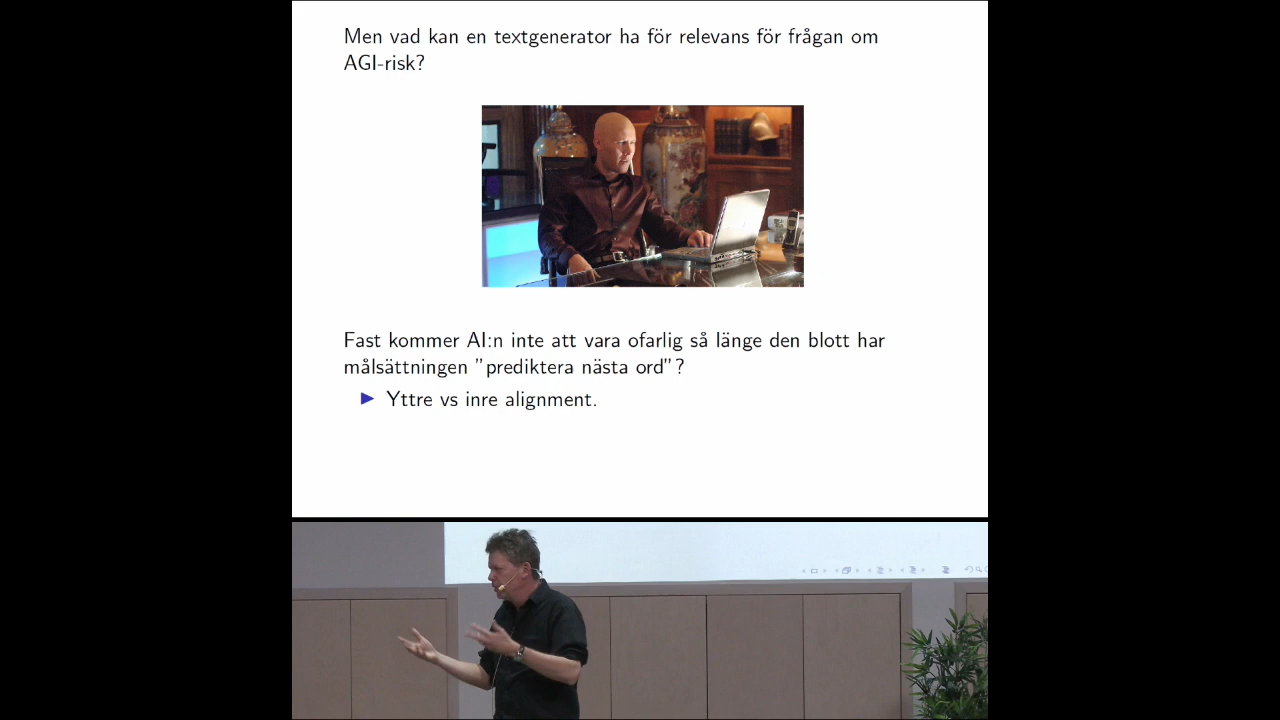 Men vad kan en textgenerator ha för relevans för frågan om
AGI-risk?
Fast kommer AI:n inte att vara ofarlig så länge den blott har
målsättningen "prediktera nästa ord"?
Yttre vs inre alignment.